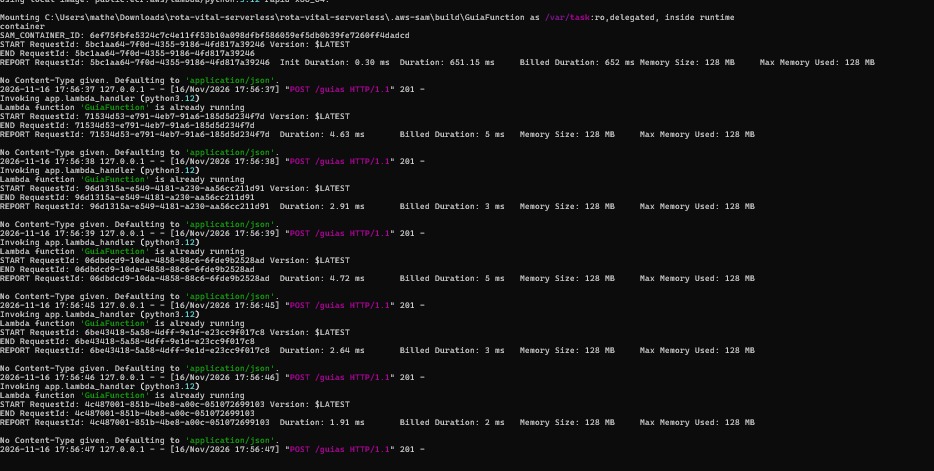 using local image: public.ecr.aws/lambda/python:3.12-rapid-x86_64.
Mounting C:\Users\mathe\Downloads\rota-vital-serverless\rota-vital-serverless\.aws-sam\build\GuiaFunction as /var/task:ro,delegated, inside runtime
container
SAM_CONTAINER_ID: 6ef75fbfe5324c7c4e11ff53b10a098dfbf586059ef5db0b39fe7260ff4dadcd
START RequestId: 5bc1aa64-7f0d-4355-9186-4fd817a39246 Version: $LATEST
END RequestId: 5bc1aa64-7f0d-4355-9186-4fd817a39246
REPORT RequestId: 5bc1aa64-7f0d-4355-9186-4fd817a39246 Init Duration: 0.30 ms Duration: 651.15 ms Billed Duration: 652 ms Memory Size: 128 MB Max Memory Used: 128 MB
No Content-Type given. Defaulting to 'application/json'.
2026-11-16 17:56:37 127.0.0.1 - - [16/Nov/2026 17:56:37] "POST /guias HTTP/1.1" 201 -
Invoking app.lambda_handler (python3.12)
Lambda function 'GuiaFunction' is already running
START RequestId: 71534d53-e791-4eb7-91a6-185d5d234f7d Version: $LATEST
END RequestId: 71534d53-e791-4eb7-91a6-185d5d234f7d
REPORT RequestId: 71534d53-e791-4eb7-91a6-185d5d234f7d Duration: 4.63 ms Billed Duration: 5 ms Memory Size: 128 MB Max Memory Used: 128 MB
No Content-Type given. Defaulting to 'application/json'.
2026-11-16 17:56:38 127.0.0.1 - - [16/Nov/2026 17:56:38] "POST /guias HTTP/1.1" 201 -
Invoking app.lambda_handler (python3.12)
Lambda function 'GuiaFunction' is already running
START RequestId: 96d1315a-e549-4181-a230-aa56cc211d91 Version: $LATEST
END RequestId: 96d1315a-e549-4181-a230-aa56cc211d91
REPORT RequestId: 96d1315a-e549-4181-a230-aa56cc211d91 Duration: 2.91 ms Billed Duration: 3 ms Memory Size: 128 MB Max Memory Used: 128 MB
No Content-Type given. Defaulting to 'application/json'.
2026-11-16 17:56:39 127.0.0.1 - - [16/Nov/2026 17:56:39] "POST /guias HTTP/1.1" 201 -
Invoking app.lambda_handler (python3.12)
Lambda function 'GuiaFunction' is already running
START RequestId: 06dbdcd9-10da-4858-88c6-6fde9b2528ad Version: $LATEST
END RequestId: 06dbdcd9-10da-4858-88c6-6fde9b2528ad
REPORT RequestId: 06dbdcd9-10da-4858-88c6-6fde9b2528ad Duration: 4.72 ms Billed Duration: 5 ms Memory Size: 128 MB Max Memory Used: 128 MB
No Content-Type given. Defaulting to 'application/json'.
2026-11-16 17:56:45 127.0.0.1 - - [16/Nov/2026 17:56:45] "POST /guias HTTP/1.1" 201 -
Invoking app.lambda_handler (python3.12)
Lambda function 'GuiaFunction' is already running
START RequestId: 6be43418-5a58-4dff-9e1d-e23cc9f017c8 Version: $LATEST
END RequestId: 6be43418-5a58-4dff-9e1d-e23cc9f017c8
REPORT RequestId: 6be43418-5a58-4dff-9e1d-e23cc9f017c8 Duration: 2.64 ms Billed Duration: 3 ms Memory Size: 128 MB Max Memory Used: 128 MB
No Content-Type given. Defaulting to 'application/json'.
2026-11-16 17:56:46 127.0.0.1 - - [16/Nov/2026 17:56:46] "POST /guias HTTP/1.1" 201 -
Invoking app.lambda_handler (python3.12)
Lambda function 'GuiaFunction' is already running
START RequestId: 4c487001-851b-4be8-a00c-051072699103 Version: $LATEST
END RequestId: 4c487001-851b-4be8-a00c-051072699103
REPORT RequestId: 4c487001-851b-4be8-a00c-051072699103 Duration: 1.91 ms Billed Duration: 2 ms Memory Size: 128 MB Max Memory Used: 128 MB
No Content-Type given. Defaulting to 'application/json'.
2026-11-16 17:56:47 127.0.0.1 - - [16/Nov/2026 17:56:47] "POST /guias HTTP/1.1" 201 -